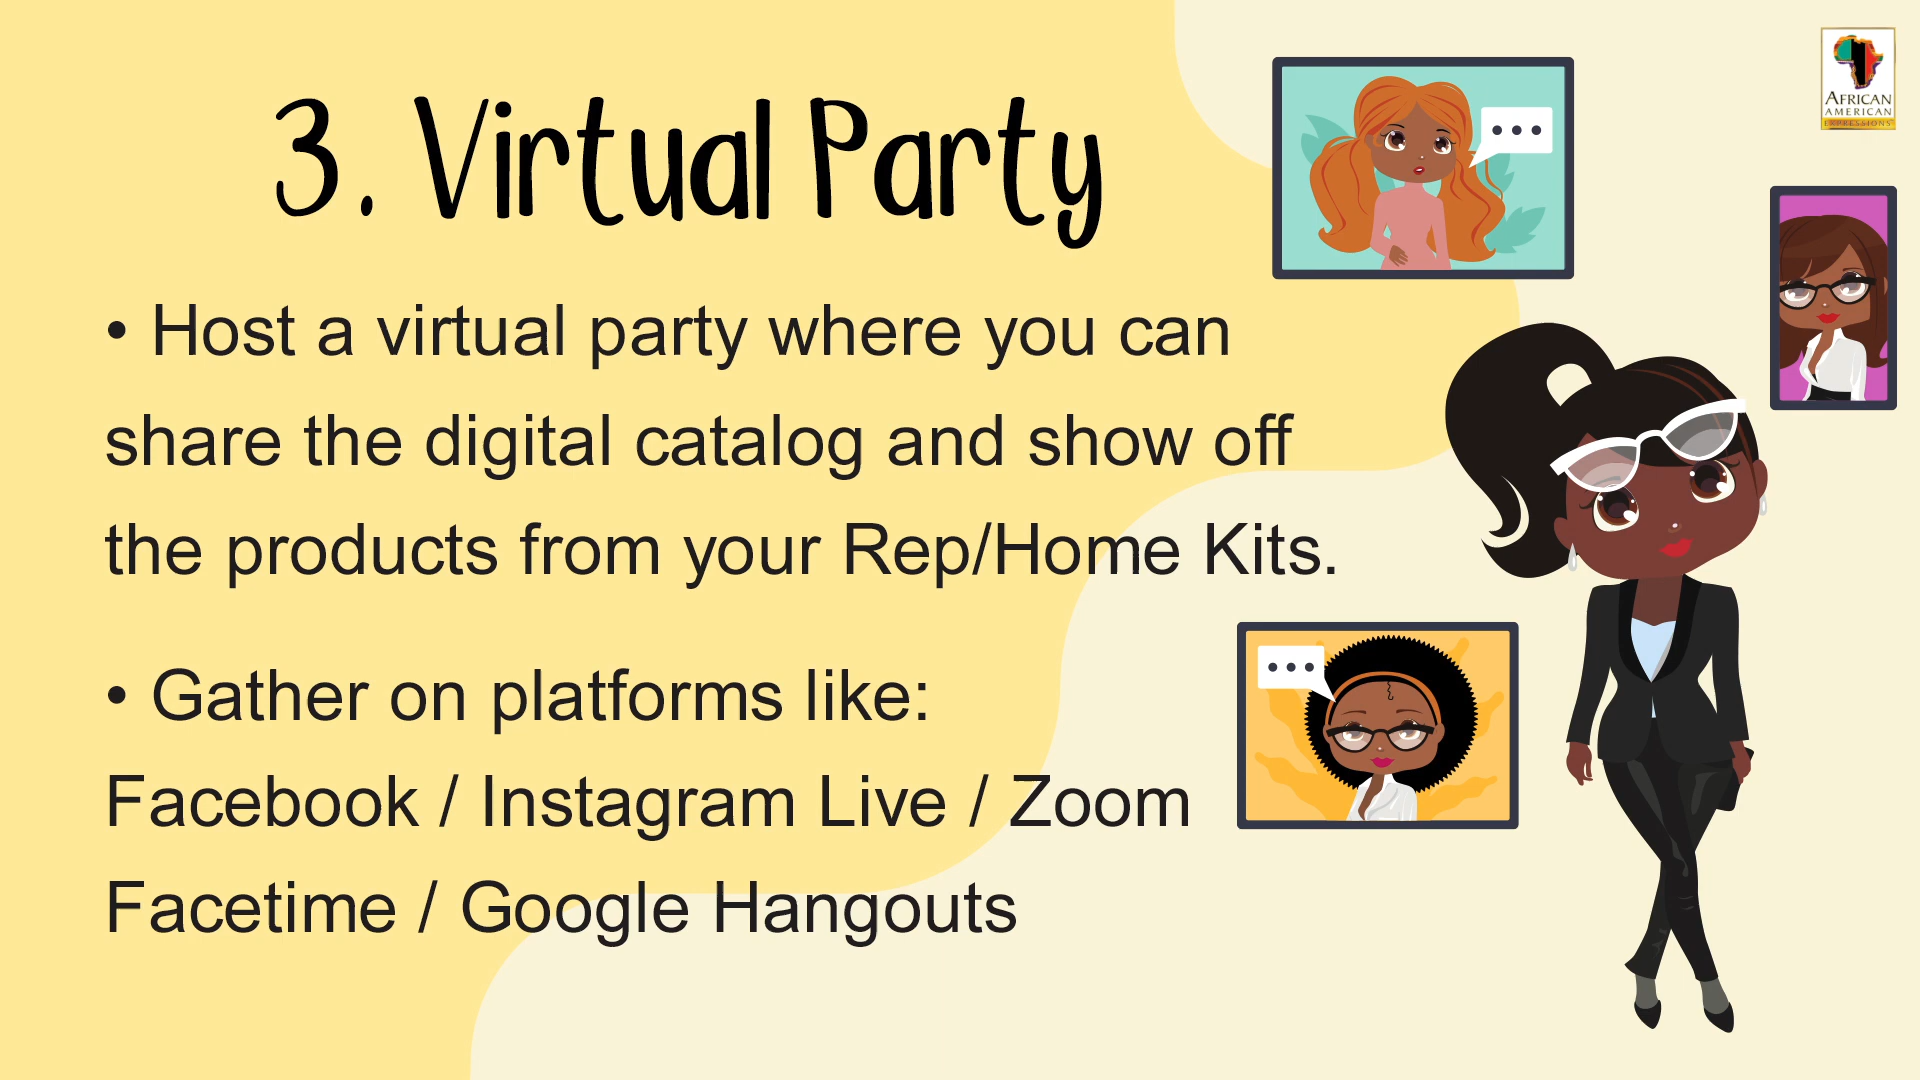 3. Virtual Party
• Host a virtual party where you can
share the digital catalog and show off
the products from your Rep/Home Kits.
• Gather on platforms like:
Facebook / Instagram Live / Zoom
Facetime / Google Hangouts
AFRICAN
AMERICAN
EXPRESSIONS